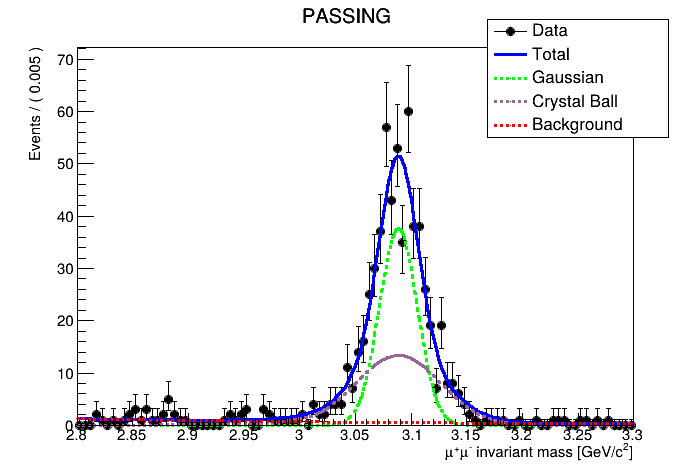 PASSING
Data
Total
Gaussian
Crystal Ball
Background
Events / ( 0.005 )
70
60
50
40
30
20
10
0
2.8 2.85 2.9 2.95 3 3.05 3.1 3.15 3.2 3.25 3.3
μ⁺μ⁻ invariant mass [GeV/c²]